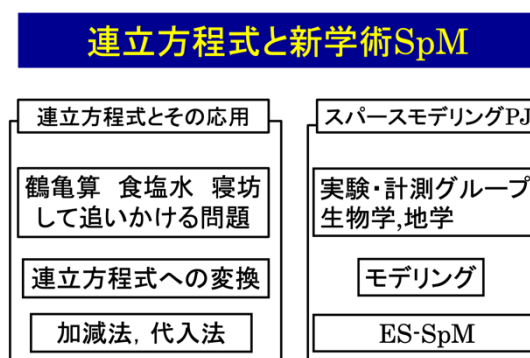 連立方程式と新学術SpM
連立方程式とその応用
鶴亀算　食塩水　寝坊
して追いかける問題
連立方程式への変換
加減法, 代入法
スパースモデリングPJ
実験・計測グループ
生物学,地学
モデリング
ES-SpM